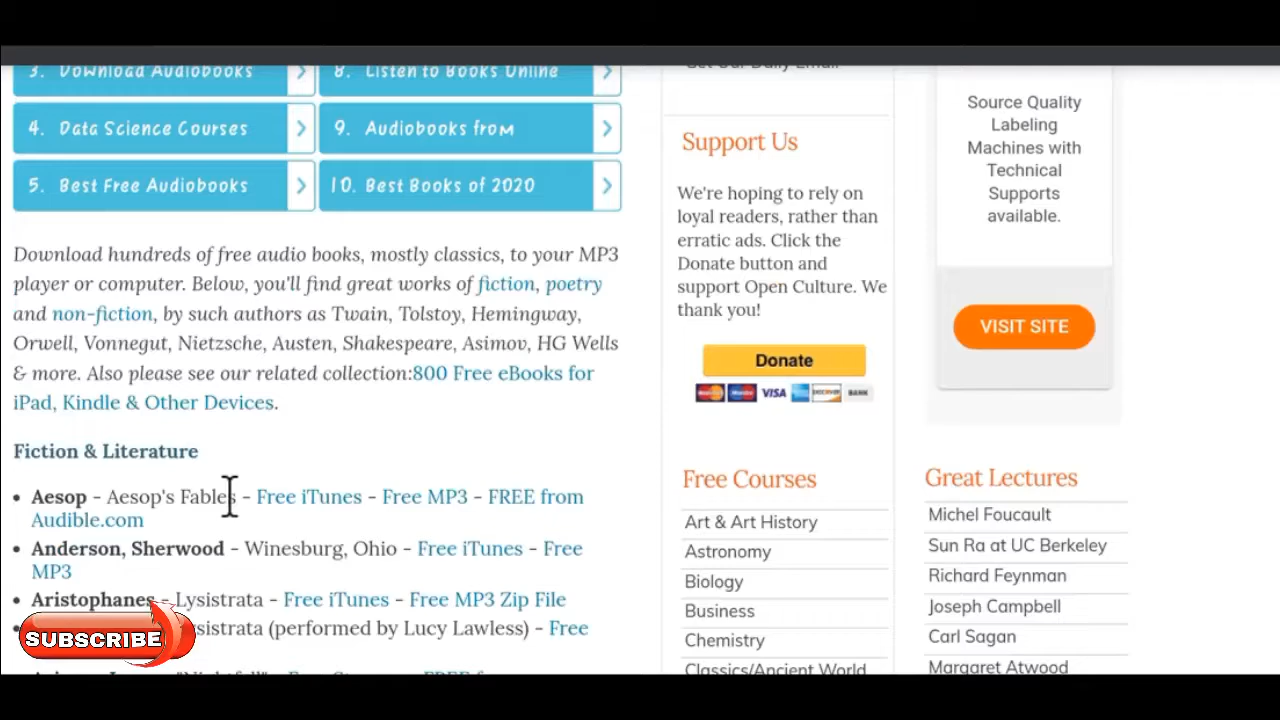 3. Download Audiobooks
8. Listen to Books Online
4. Data Science Courses
9. Audiobooks from
5. Best Free Audiobooks
10. Best Books of 2020
Download hundreds of free audio books, mostly classics, to your MP3
player or computer. Below, you'll find great works of fiction, poetry
and non-fiction, by such authors as Twain, Tolstoy, Hemingway,
Orwell, Vonnegut, Nietzsche, Austen, Shakespeare, Asimov, HG Wells
& more. Also please see our related collection:800 Free eBooks for
iPad, Kindle & Other Devices.
Fiction & Literature
• Aesop - Aesop's Fables - Free iTunes - Free MP3 - FREE from
Audible.com
• Anderson, Sherwood - Winesburg, Ohio - Free iTunes - Free
MP3
• Aristophanes - Lysistrata - Free iTunes - Free MP3 Zip File
Lysistrata (performed by Lucy Lawless) - Free
SUBSCRIBE
Get Our Daily Email
Support Us
We're hoping to rely on
loyal readers, rather than
erratic ads. Click the
Donate button and
support Open Culture. We
thank you!
Donate
VISA
DISCOVER
BANK
Free Courses
Art & Art History
Astronomy
Biology
Business
Chemistry
Classics/Ancient World
Source Quality
Labeling
Machines with
Technical
Supports
available.
VISIT SITE
Great Lectures
Michel Foucault
Sun Ra at UC Berkeley
Richard Feynman
Joseph Campbell
Carl Sagan
Margaret Atwood